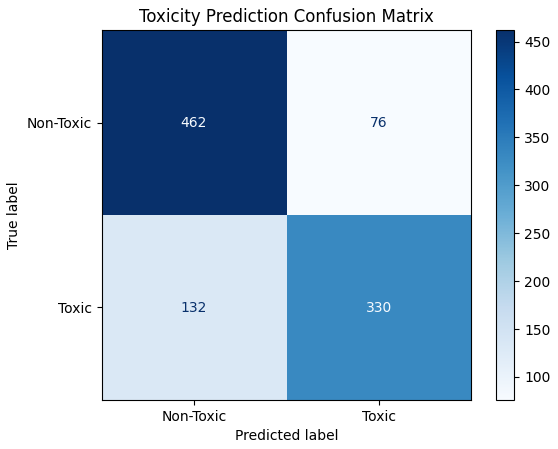 Toxicity Prediction Confusion Matrix
True label
Non-Toxic
462
76
Toxic
132
330
Non-Toxic
Toxic
Predicted label
450
400
350
300
250
200
150
100